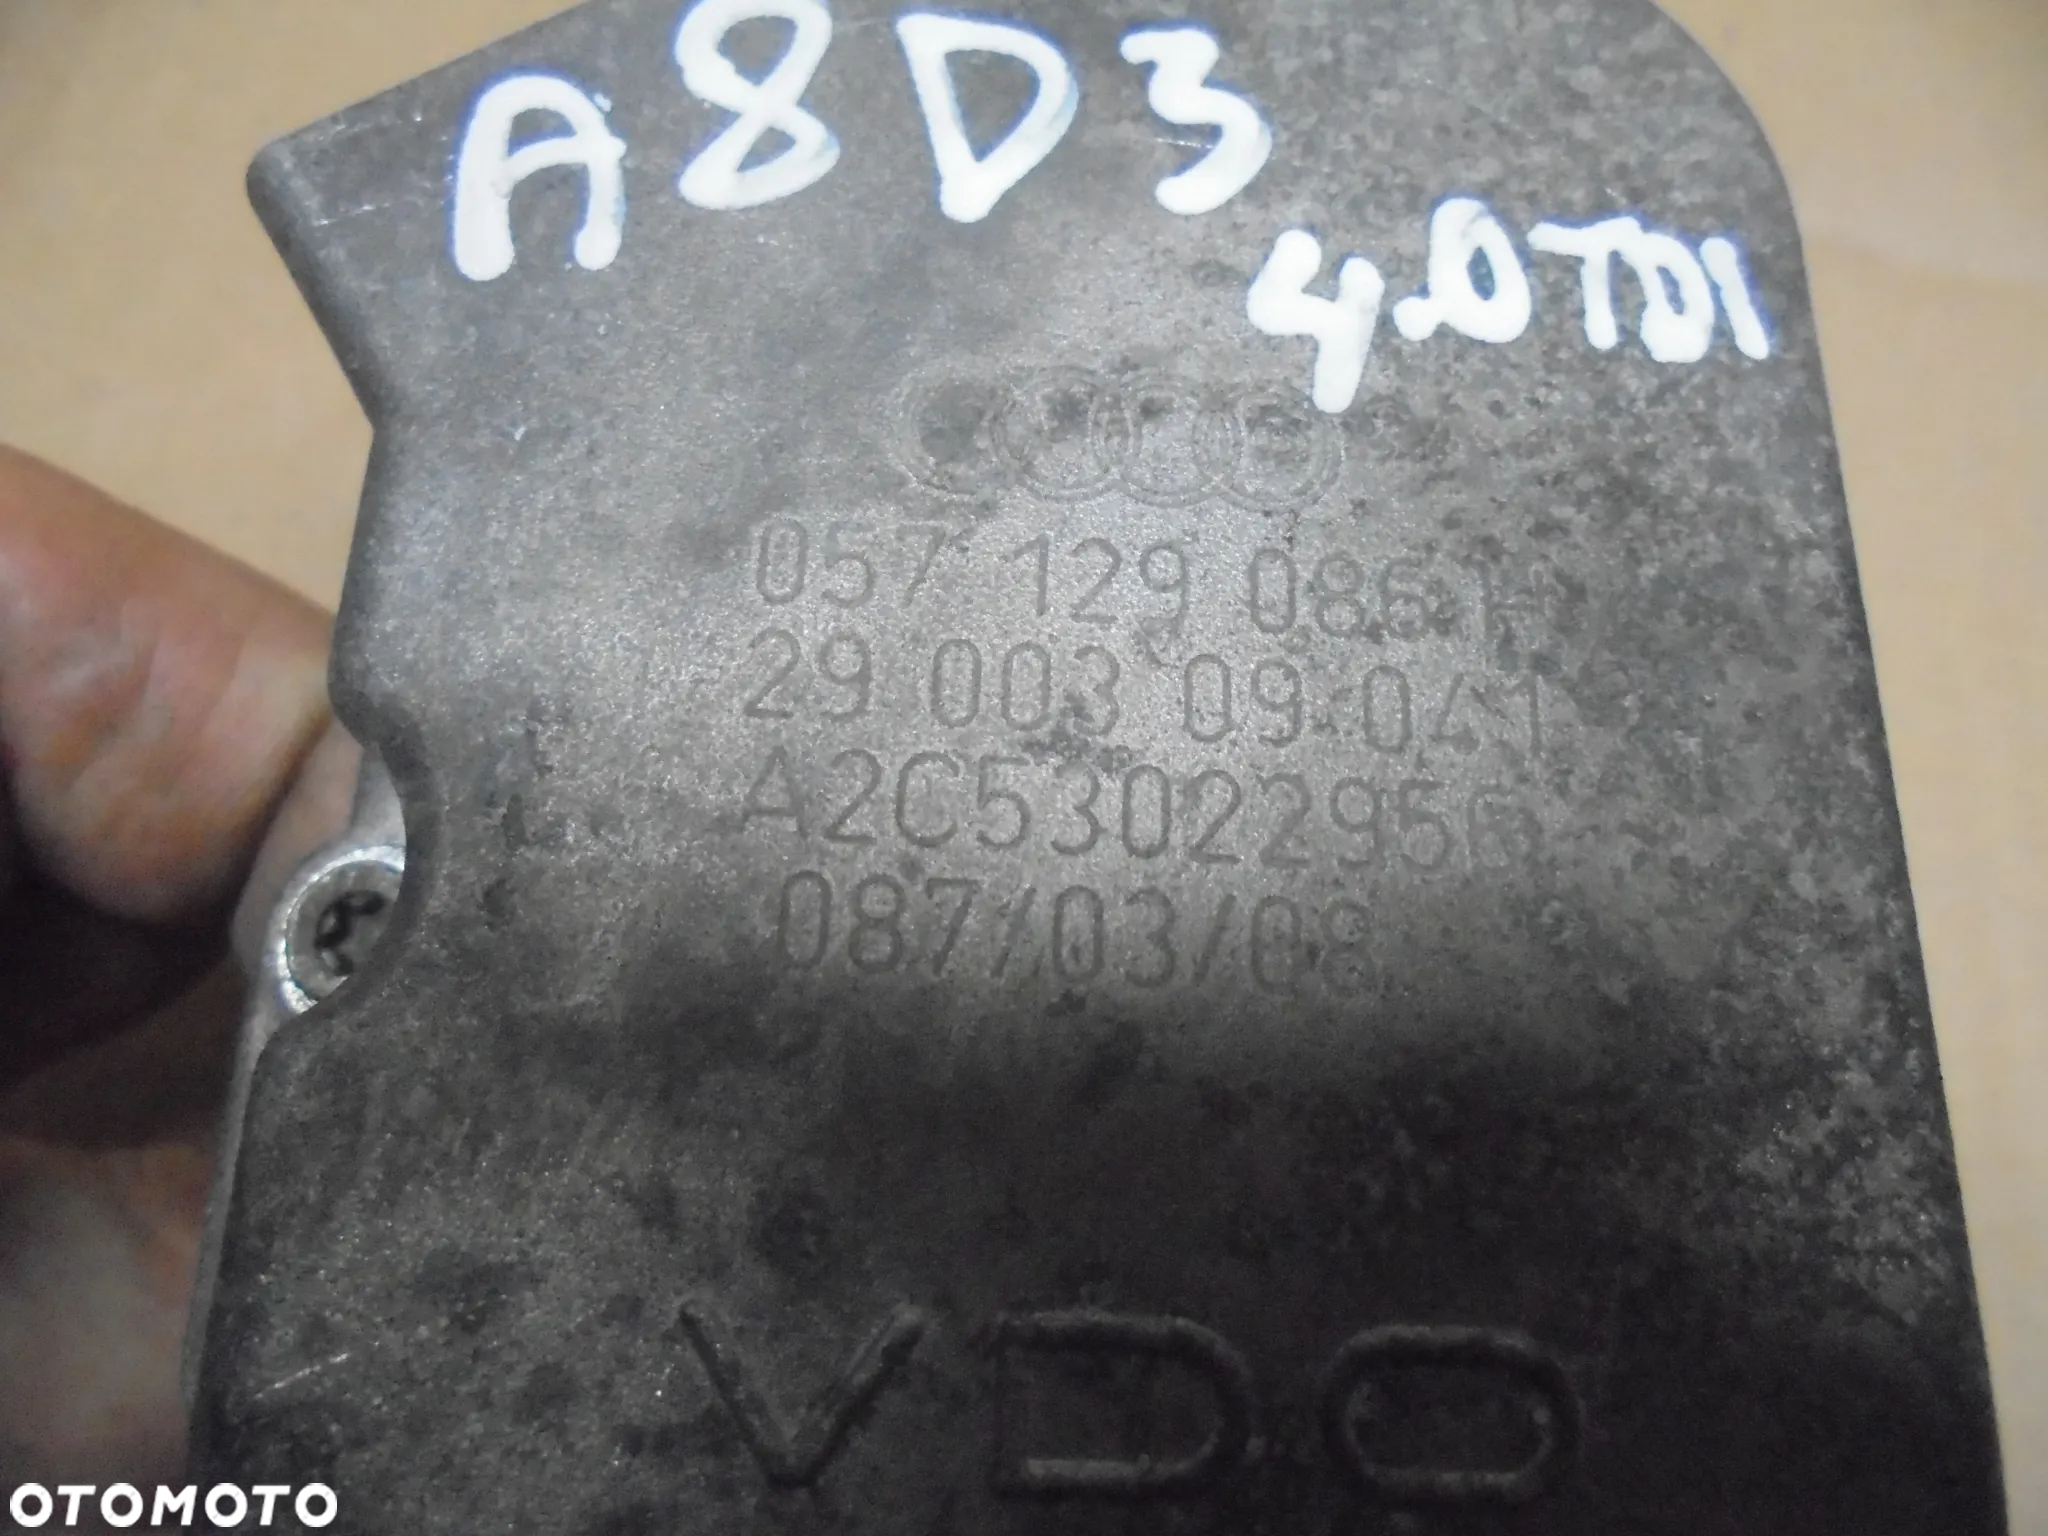 A8D3
4.0TDI
057 129 086 H
29 003 09 041
A2C53022956
087/03/08
VDO
OTOMOTO